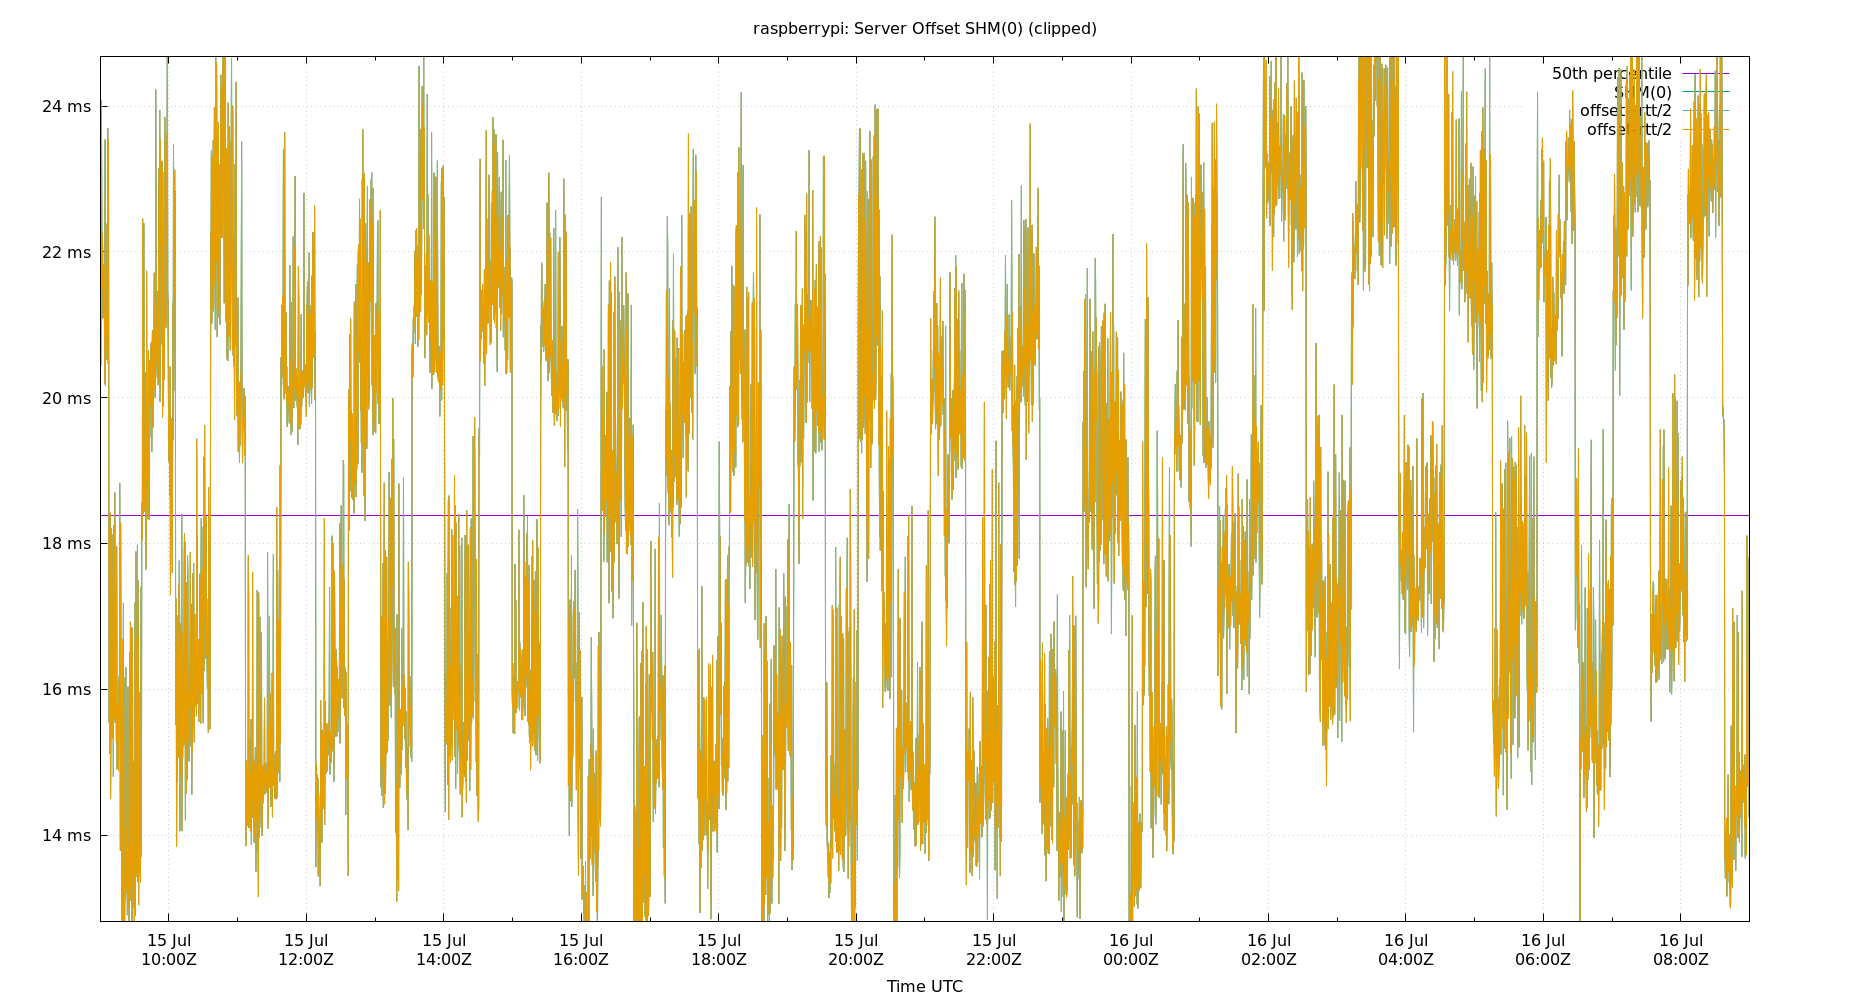 raspberrypi: Server Offset SHM(0) (clipped)
50th percentile
SHM(0)
offset-rtt/2
24 ms
22 ms
20 ms
18 ms
16 ms
14 ms
15 Jul 15 Jul 15 Jul 15 Jul 15 Jul 15 Jul 15 Jul 16 Jul 16 Jul 16 Jul 16 Jul 16 Jul
10:00Z 12:00Z 14:00Z 16:00Z 18:00Z 20:00Z 22:00Z 00:00Z 02:00Z 04:00Z 06:00Z 08:00Z
Time UTC